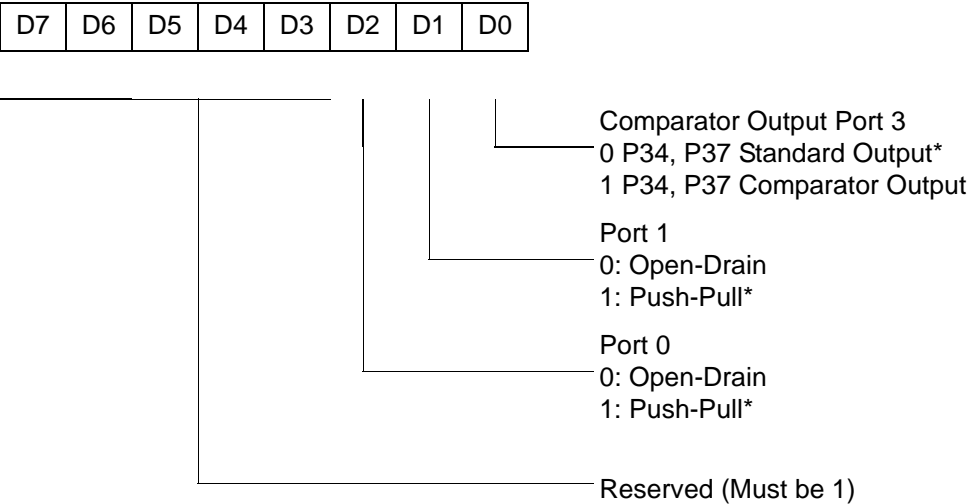 D7 D6 D5 D4 D3 D2 D1 D0
Comparator Output Port 3
0 P34, P37 Standard Output*
1 P34, P37 Comparator Output
Port 1
0: Open-Drain
1: Push-Pull*
Port 0
0: Open-Drain
1: Push-Pull*
Reserved (Must be 1)